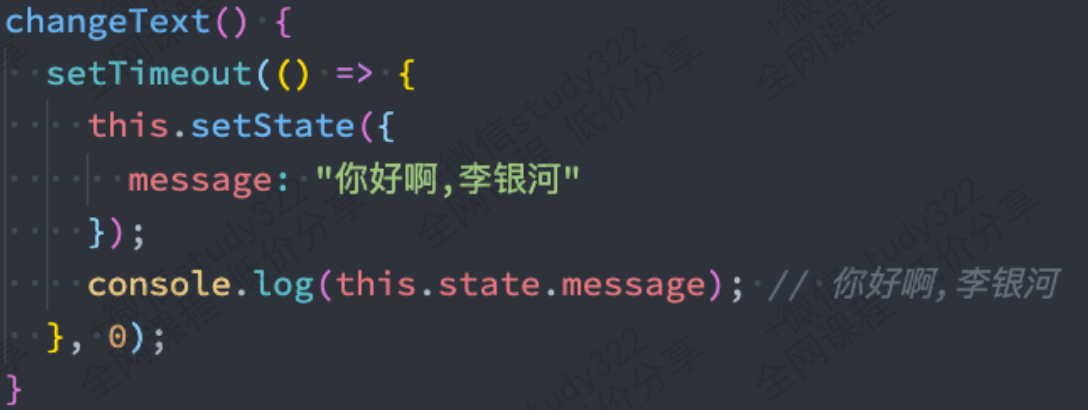 changeText() {
setTimeout(() => {
this.setState({
message: "你好啊,李银河"
});
console.log(this.state.message); // 你好啊,李银河
}, 0);
}
+微信study322
全网课程 低价分享